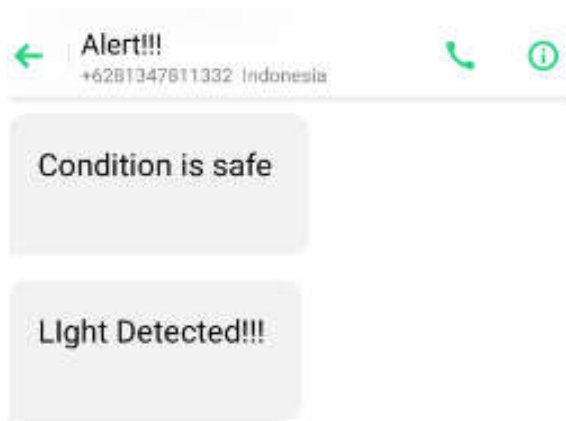 Alert!!!
+6281347811332 Indonesia
Condition is safe
LIght Detected!!!